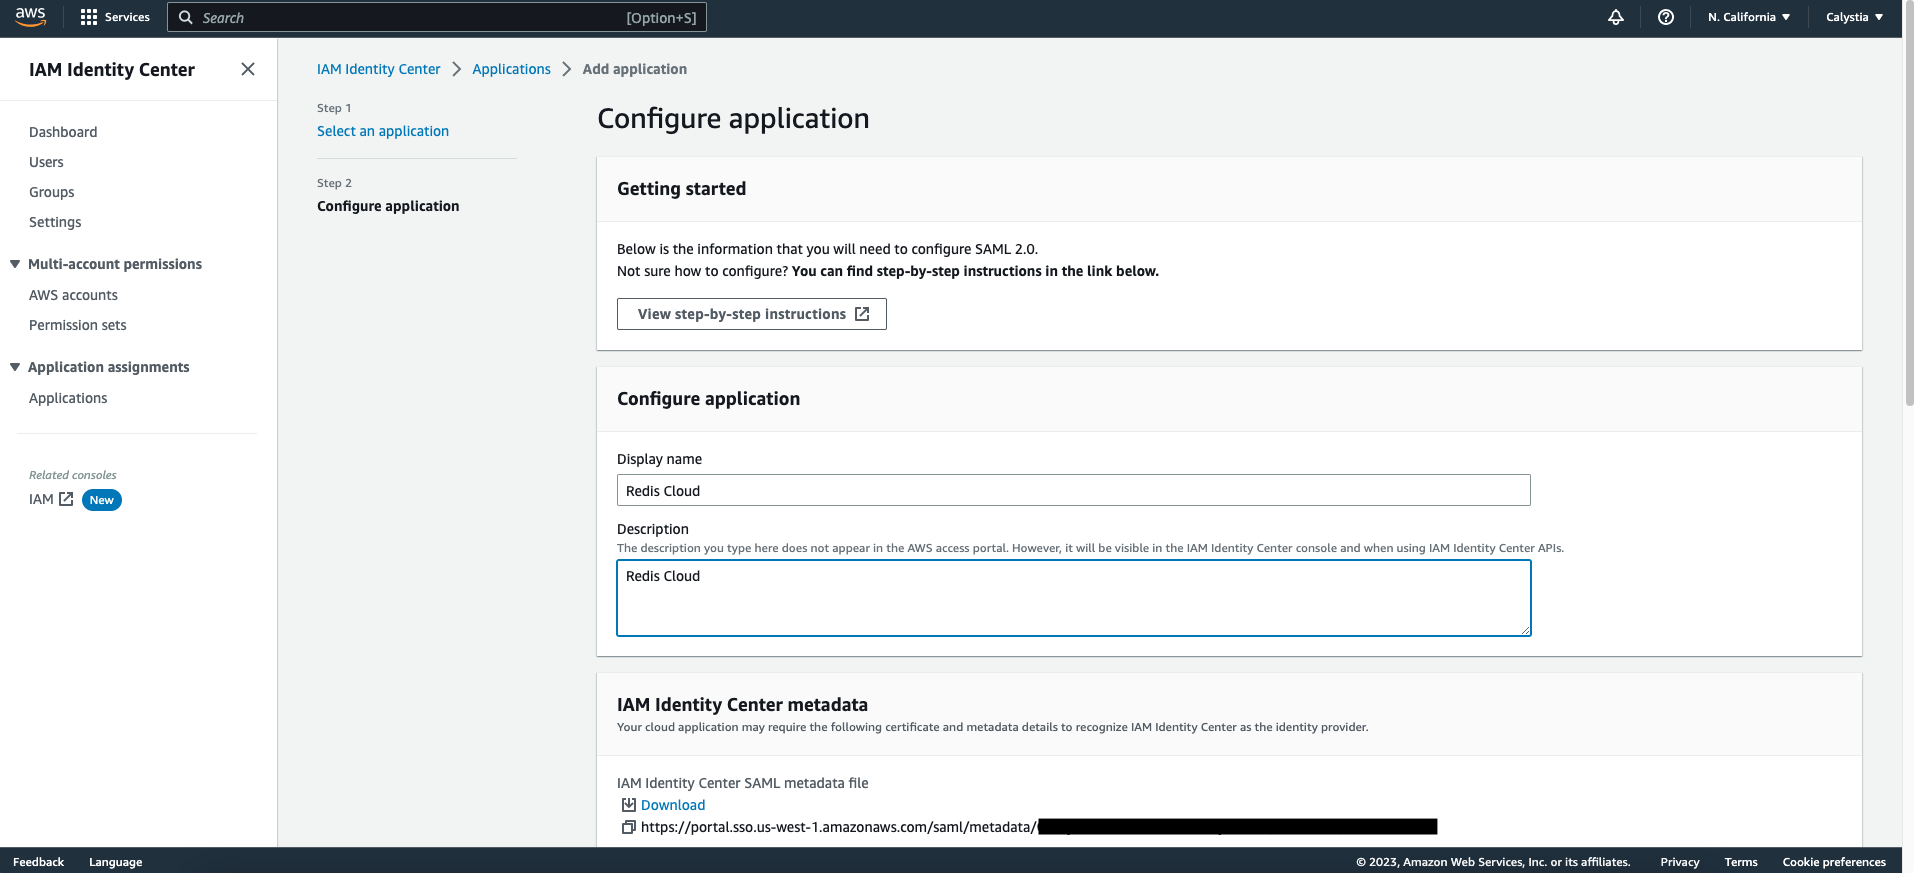 aws
Services
Search
[Option+S]
N. California
Calystia
IAM Identity Center
Dashboard
Users
Groups
Settings
Multi-account permissions
AWS accounts
Permission sets
Application assignments
Applications
Related consoles
IAM New
IAM Identity Center > Applications > Add application
Step 1
Select an application
Step 2
Configure application
Configure application
Getting started
Below is the information that you will need to configure SAML 2.0.
Not sure how to configure? You can find step-by-step instructions in the link below.
View step-by-step instructions
Configure application
Display name
Redis Cloud
Description
The description you type here does not appear in the AWS access portal. However, it will be visible in the IAM Identity Center console and when using IAM Identity Center APIs.
Redis Cloud
IAM Identity Center metadata
Your cloud application may require the following certificate and metadata details to recognize IAM Identity Center as the identity provider.
IAM Identity Center SAML metadata file
Download
https://portal.sso.us-west-1.amazonaws.com/saml/metadata/
Feedback
Language
© 2023, Amazon Web Services, Inc. or its affiliates.
Privacy
Terms
Cookie preferences